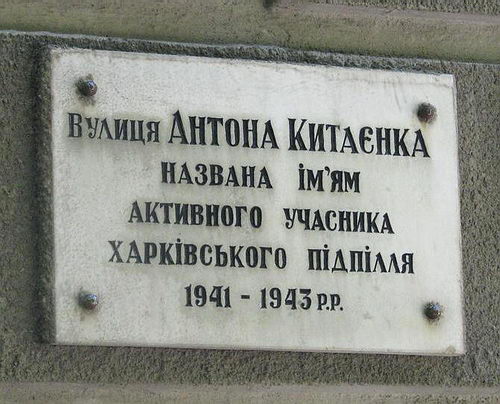 Вулиця Антона Китаєнка
названа ім'ям
активного учасника
харківського підпілля
1941 - 1943 р.р.